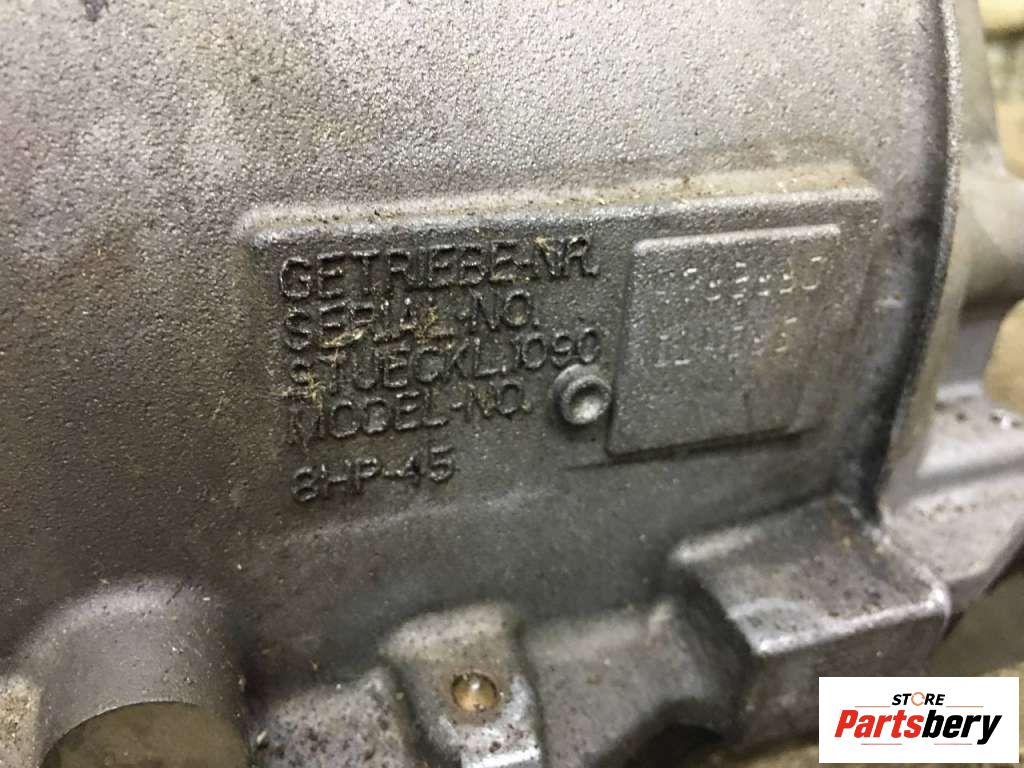 GETRIEBE-NR.
SERIAL-NO.
STUECKL.1090
MODEL-NO.
8HP-45
STORE
Partsbery